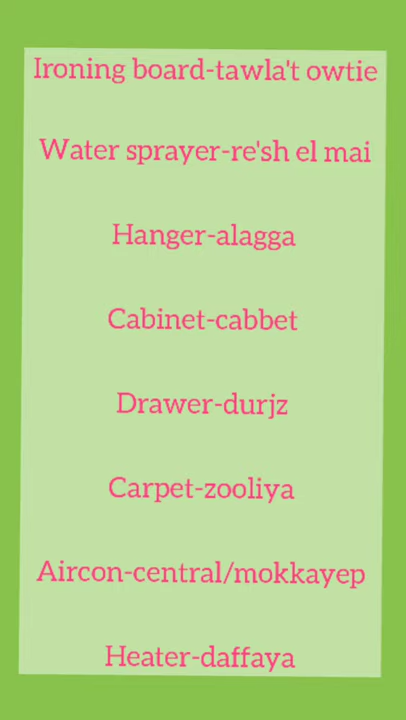 Ironing board-tawla't owtie
Water sprayer-re'sh el mai
Hanger-alagga
Cabinet-cabbet
Drawer-durjz
Carpet-zooliya
Aircon-central/mokkayep
Heater-daffaya